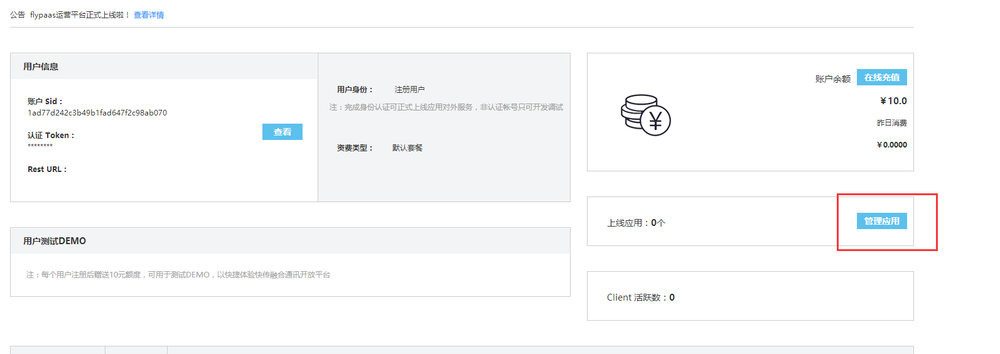 公告 flypaas运营平台正式上线啦！ 查看详情
用户信息
账户 Sid：
1ad77d242c3b49b1fad647f2c98ab070
认证 Token：
********
查看
Rest URL：
用户身份： 注册用户
注：完成身份认证可正式上线应用对外服务，非认证帐号只可开发调试
资费类型： 默认套餐
账户余额 在线充值
￥10.0
昨日消费
￥0.0000
上线应用：0个 管理应用
用户测试DEMO
注：每个用户注册后赠送10元额度，可用于测试DEMO，以快捷体验快传融合通讯开放平台
Client 活跃数：0